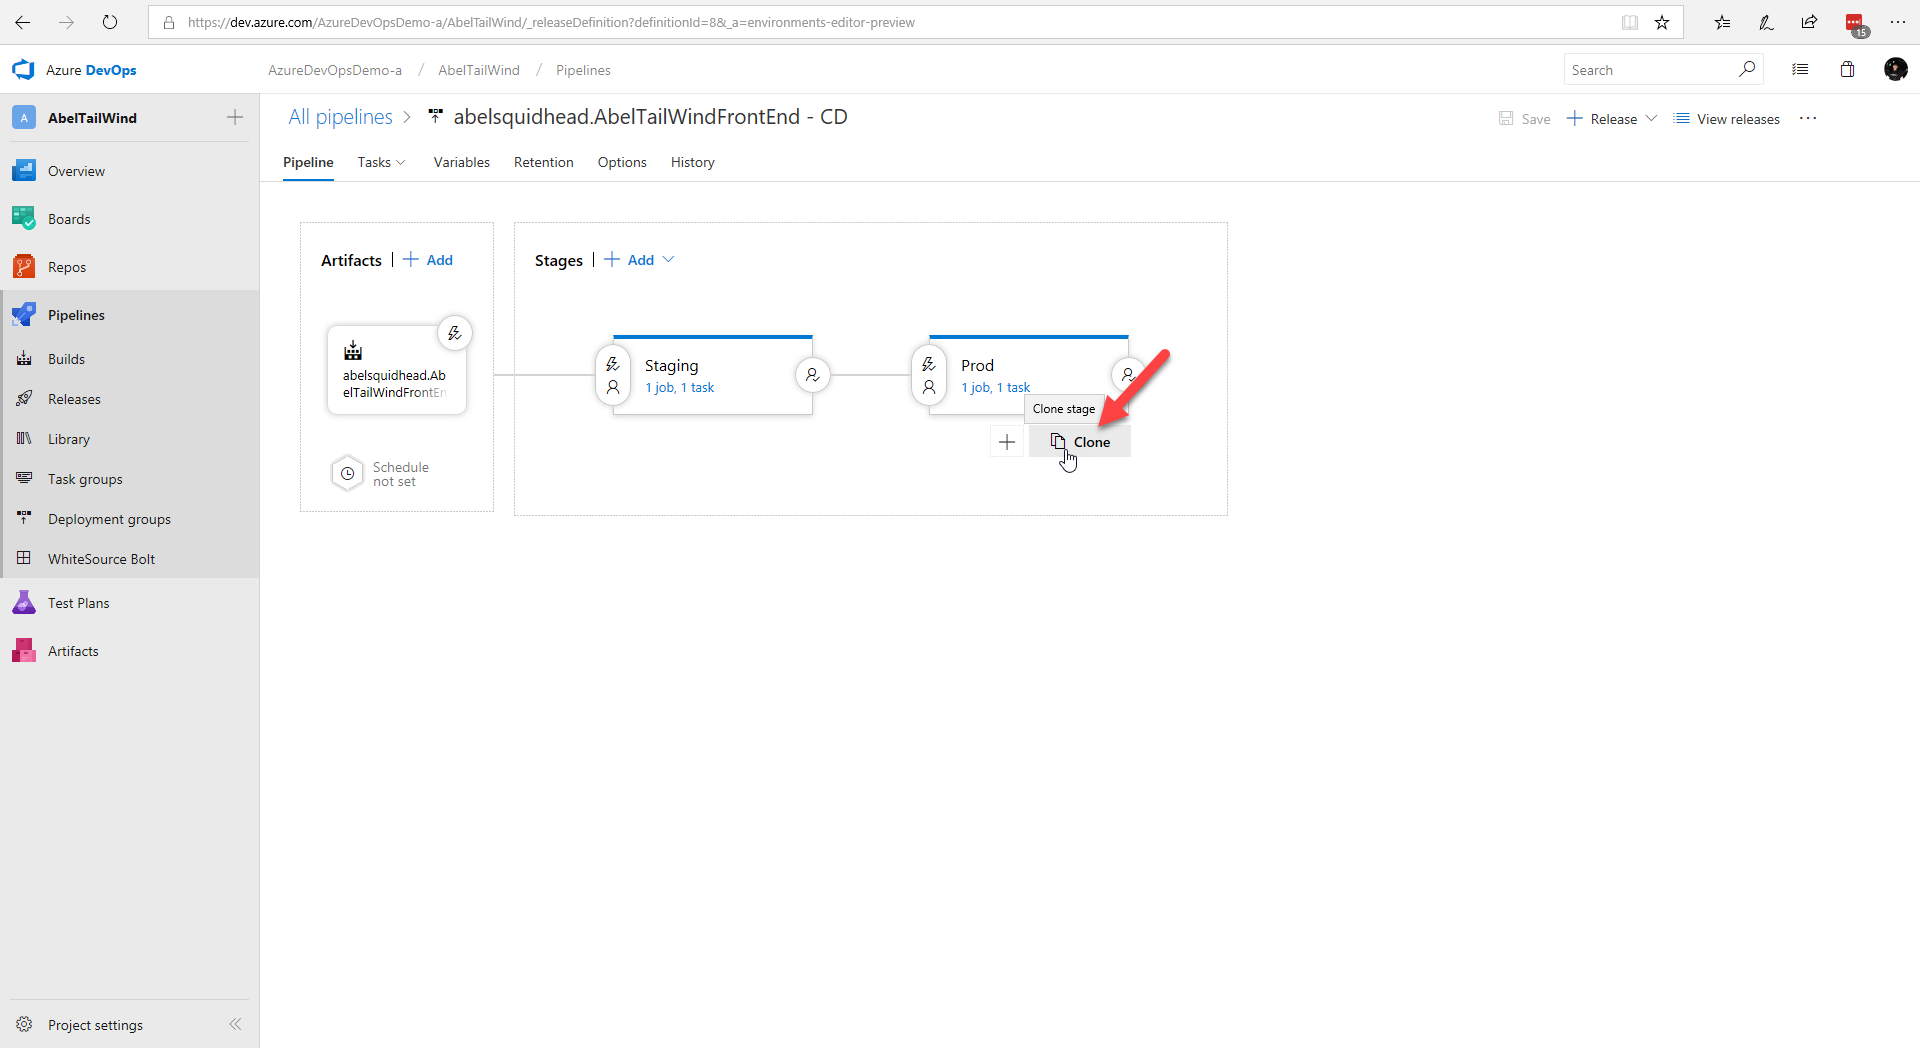 https://dev.azure.com/AzureDevOpsDemo-a/AbelTailWind/_releaseDefinition?definitionId=8&_a=environments-editor-preview
15
Azure DevOps
AzureDevOpsDemo-a / AbelTailWind / Pipelines
Search
A AbelTailWind
All pipelines > abelsquidhead.AbelTailWindFrontEnd - CD
Save
Release
View releases
Pipeline Tasks Variables Retention Options History
Overview
Boards
Repos
Pipelines
Builds
Releases
Library
Task groups
Deployment groups
WhiteSource Bolt
Test Plans
Artifacts
Project settings
Artifacts | + Add
abelsquidhead.Ab
elTailWindFrontEn
Schedule
not set
Stages | + Add
Staging
1 job, 1 task
Prod
1 job, 1 task
Clone stage
Clone